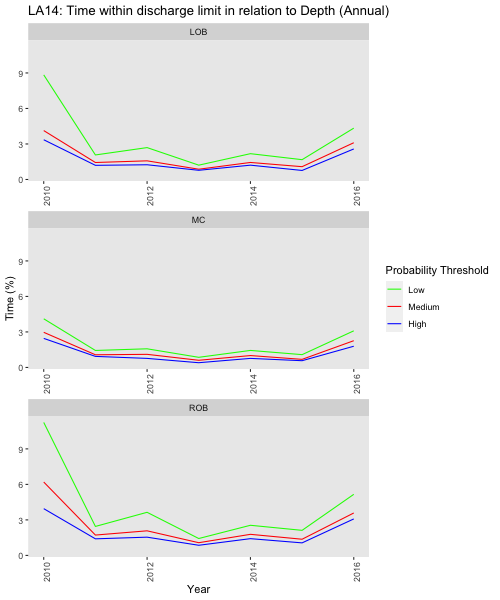 LA14: Time within discharge limit in relation to Depth (Annual)
LOB
9
6
3
0
2010
2012
2014
2016
MC
9
6
3
0
2010
2012
2014
2016
ROB
9
6
3
0
2010
2012
2014
2016
Year
Time (%)
Probability Threshold
Low
Medium
High